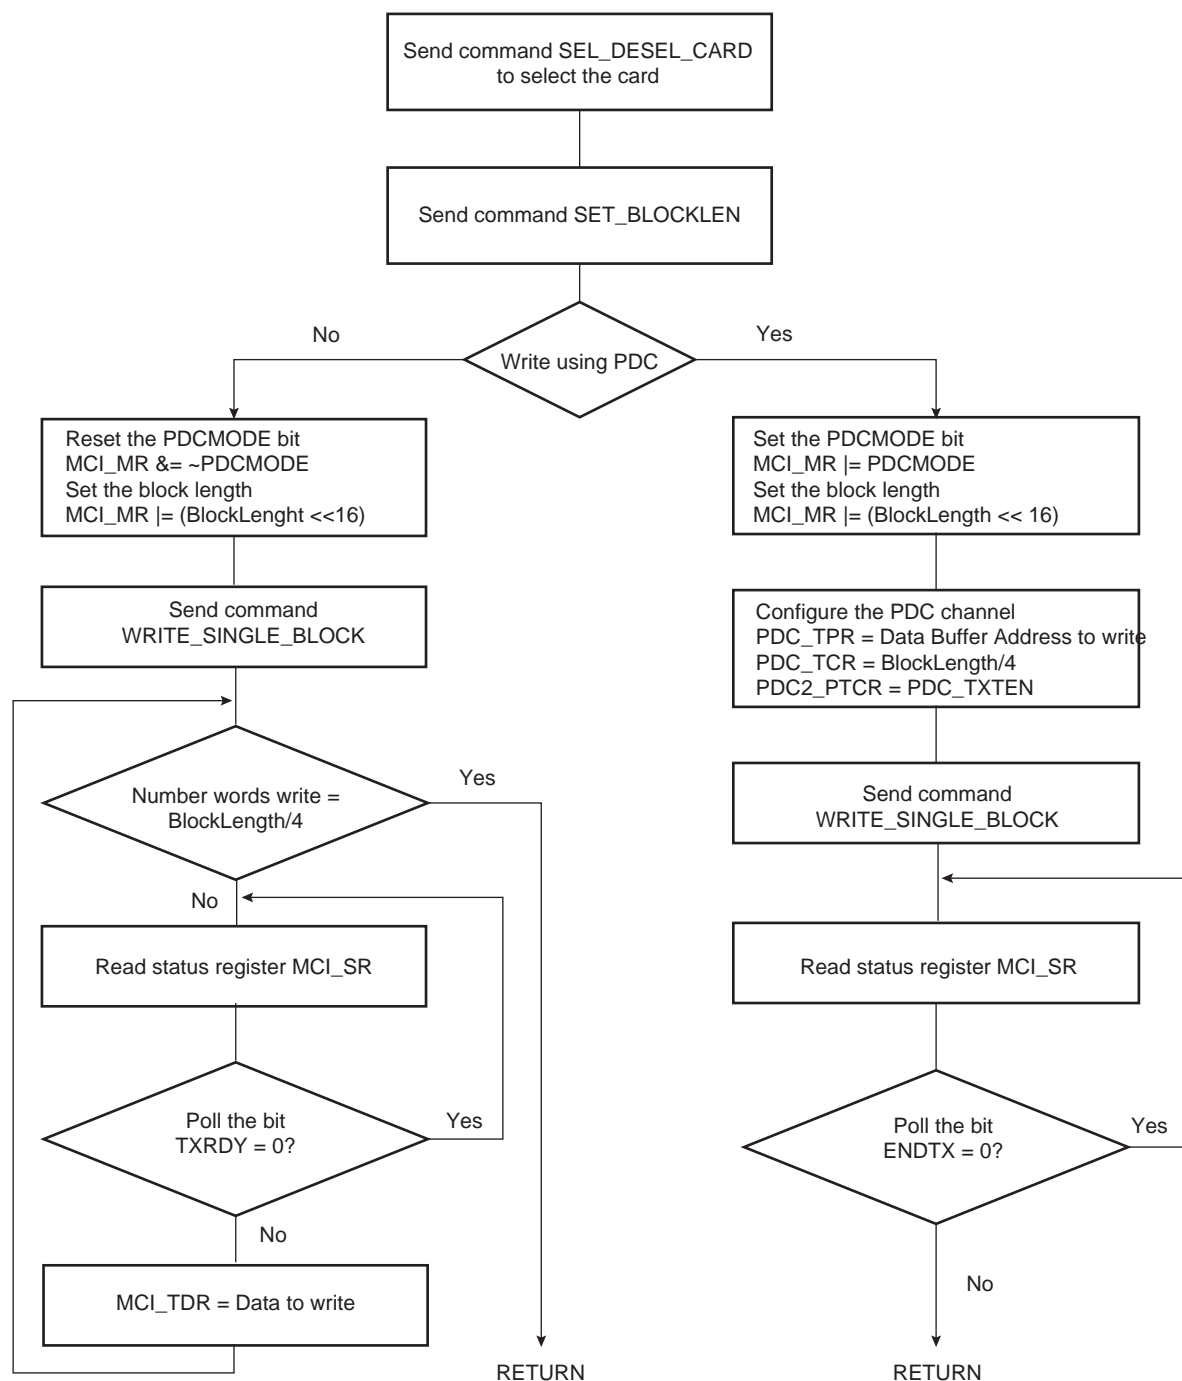 Send command SEL_DESEL_CARD
to select the card
Send command SET_BLOCKLEN
No
Yes
Write using PDC
Reset the PDCMODE bit
MCI_MR &= ~PDCMODE
Set the block length
MCI_MR |= (BlockLenght <<16)
Set the PDCMODE bit
MCI_MR |= PDCMODE
Set the block length
MCI_MR |= (BlockLength << 16)
Send command
WRITE_SINGLE_BLOCK
Configure the PDC channel
PDC_TPR = Data Buffer Address to write
PDC_TCR = BlockLength/4
PDC2_PTCR = PDC_TXTEN
Number words write =
BlockLength/4
Yes
No
Send command
WRITE_SINGLE_BLOCK
Read status register MCI_SR
Read status register MCI_SR
Poll the bit
TXRDY = 0?
Yes
No
Poll the bit
ENDTX = 0?
Yes
No
MCI_TDR = Data to write
RETURN
RETURN